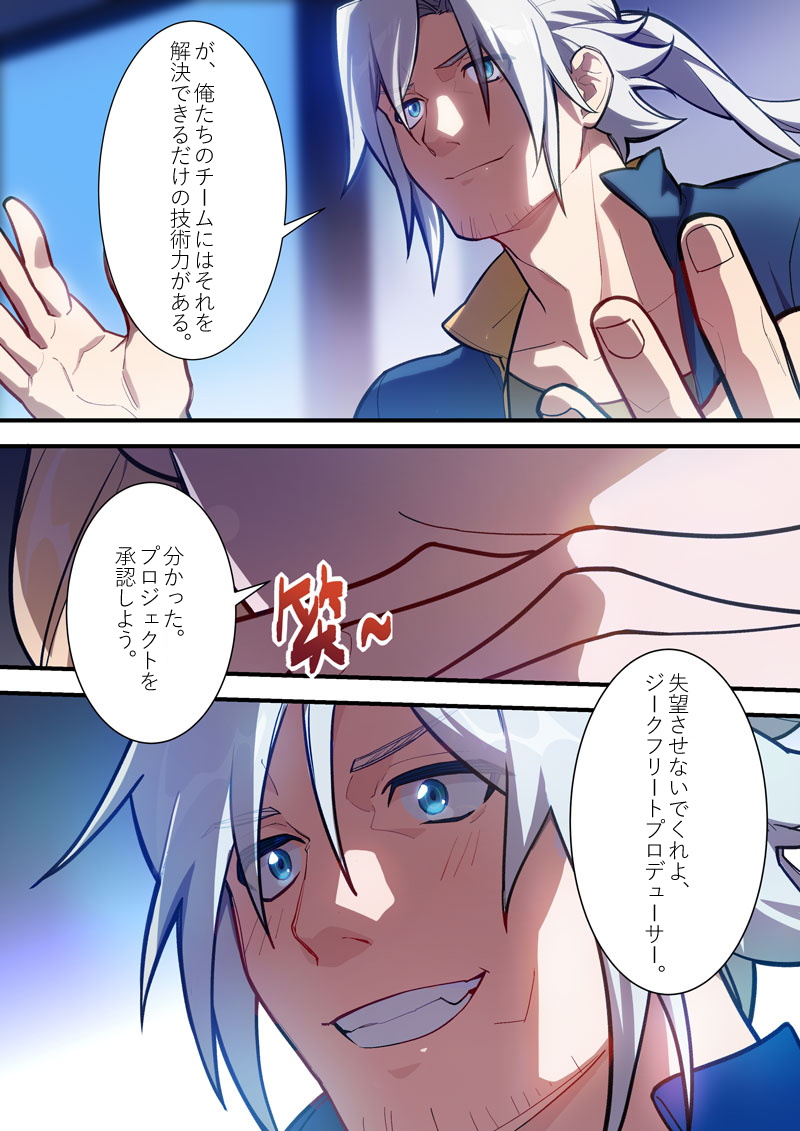 が、俺たちのチームにはそれを
解決できるだけの技術力がある。
分かった。
プロジェクトを
承認しよう。
笑~
失望させないでくれよ、
ジークフリートプロデューサー。